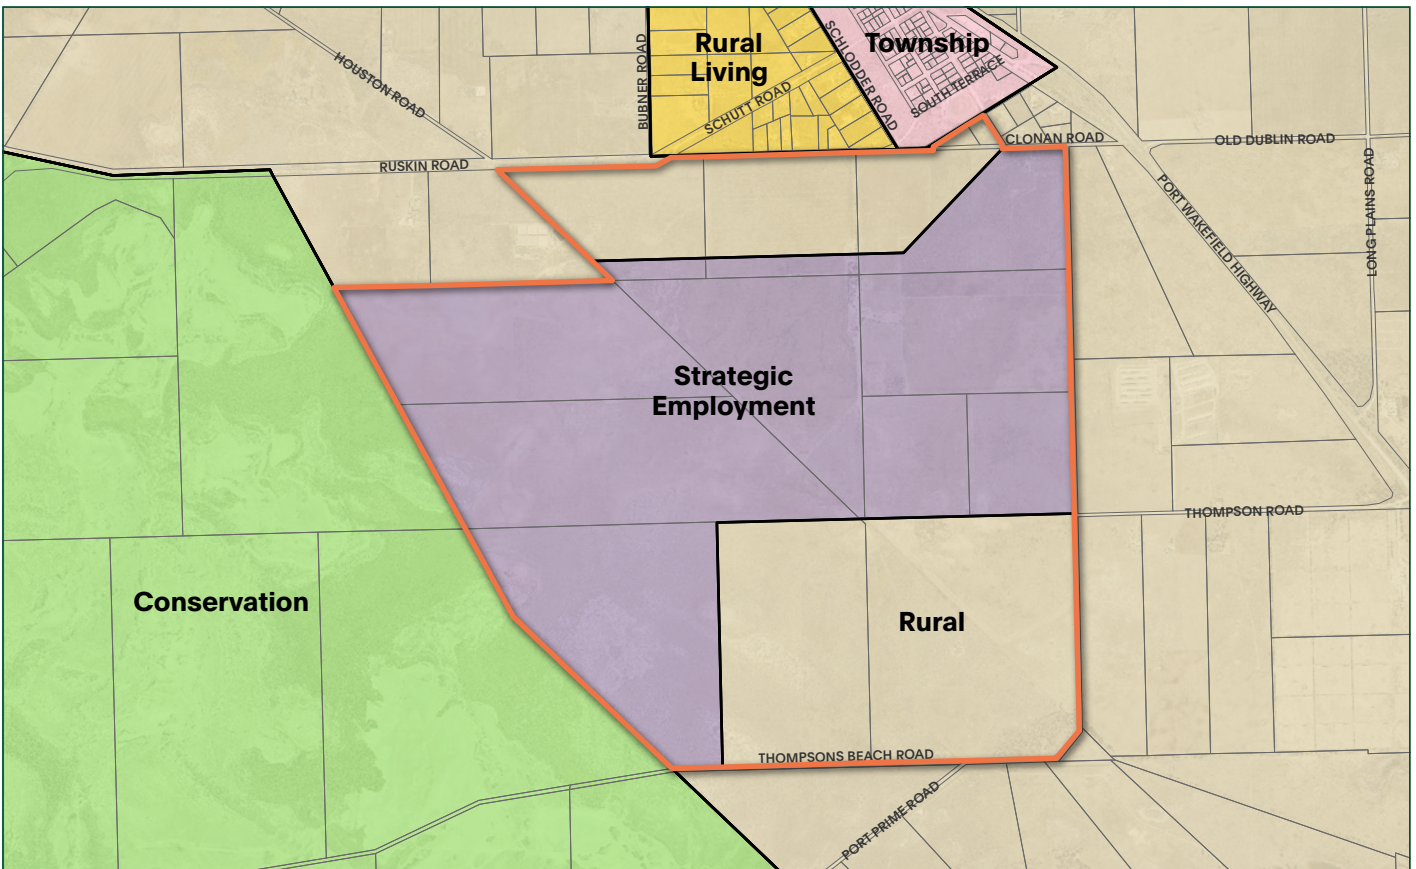 Rural
Living
Township
HOUSTON ROAD
BUBNER ROAD
SCHUTT ROAD
SCHLODDER ROAD
SOUTH TERRACE
RUSKIN ROAD
CLONAN ROAD
OLD DUBLIN ROAD
PORT WAKEFIELD HIGHWAY
LONG PLAINS ROAD
Strategic
Employment
THOMPSON ROAD
Conservation
Rural
THOMPSONS BEACH ROAD
PORT PRIME ROAD